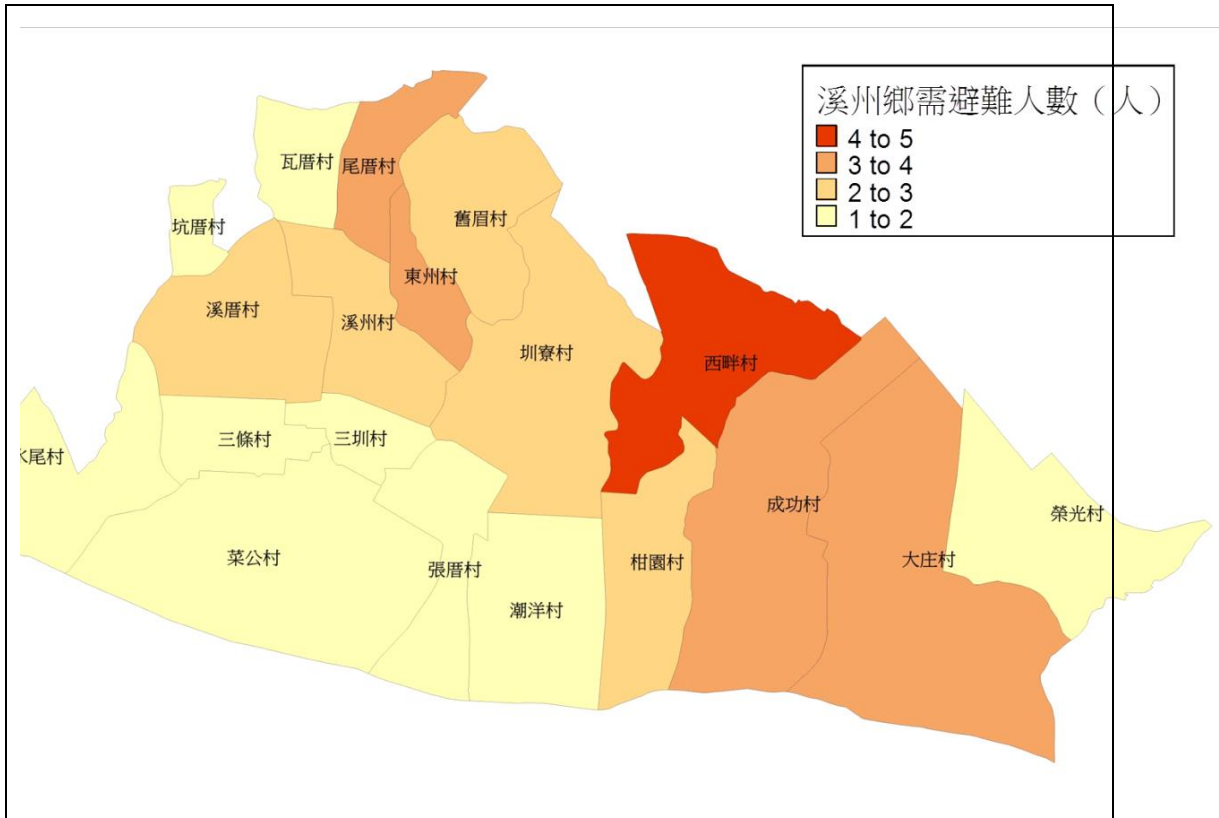 溪州鄉需避難人數（人）
4 to 5
3 to 4
2 to 3
1 to 2
瓦厝村
尾厝村
坑厝村
舊眉村
東州村
溪厝村
溪州村
圳寮村
西畔村
三條村
三圳村
水尾村
成功村
榮光村
菜公村
張厝村
柑園村
大庄村
潮洋村